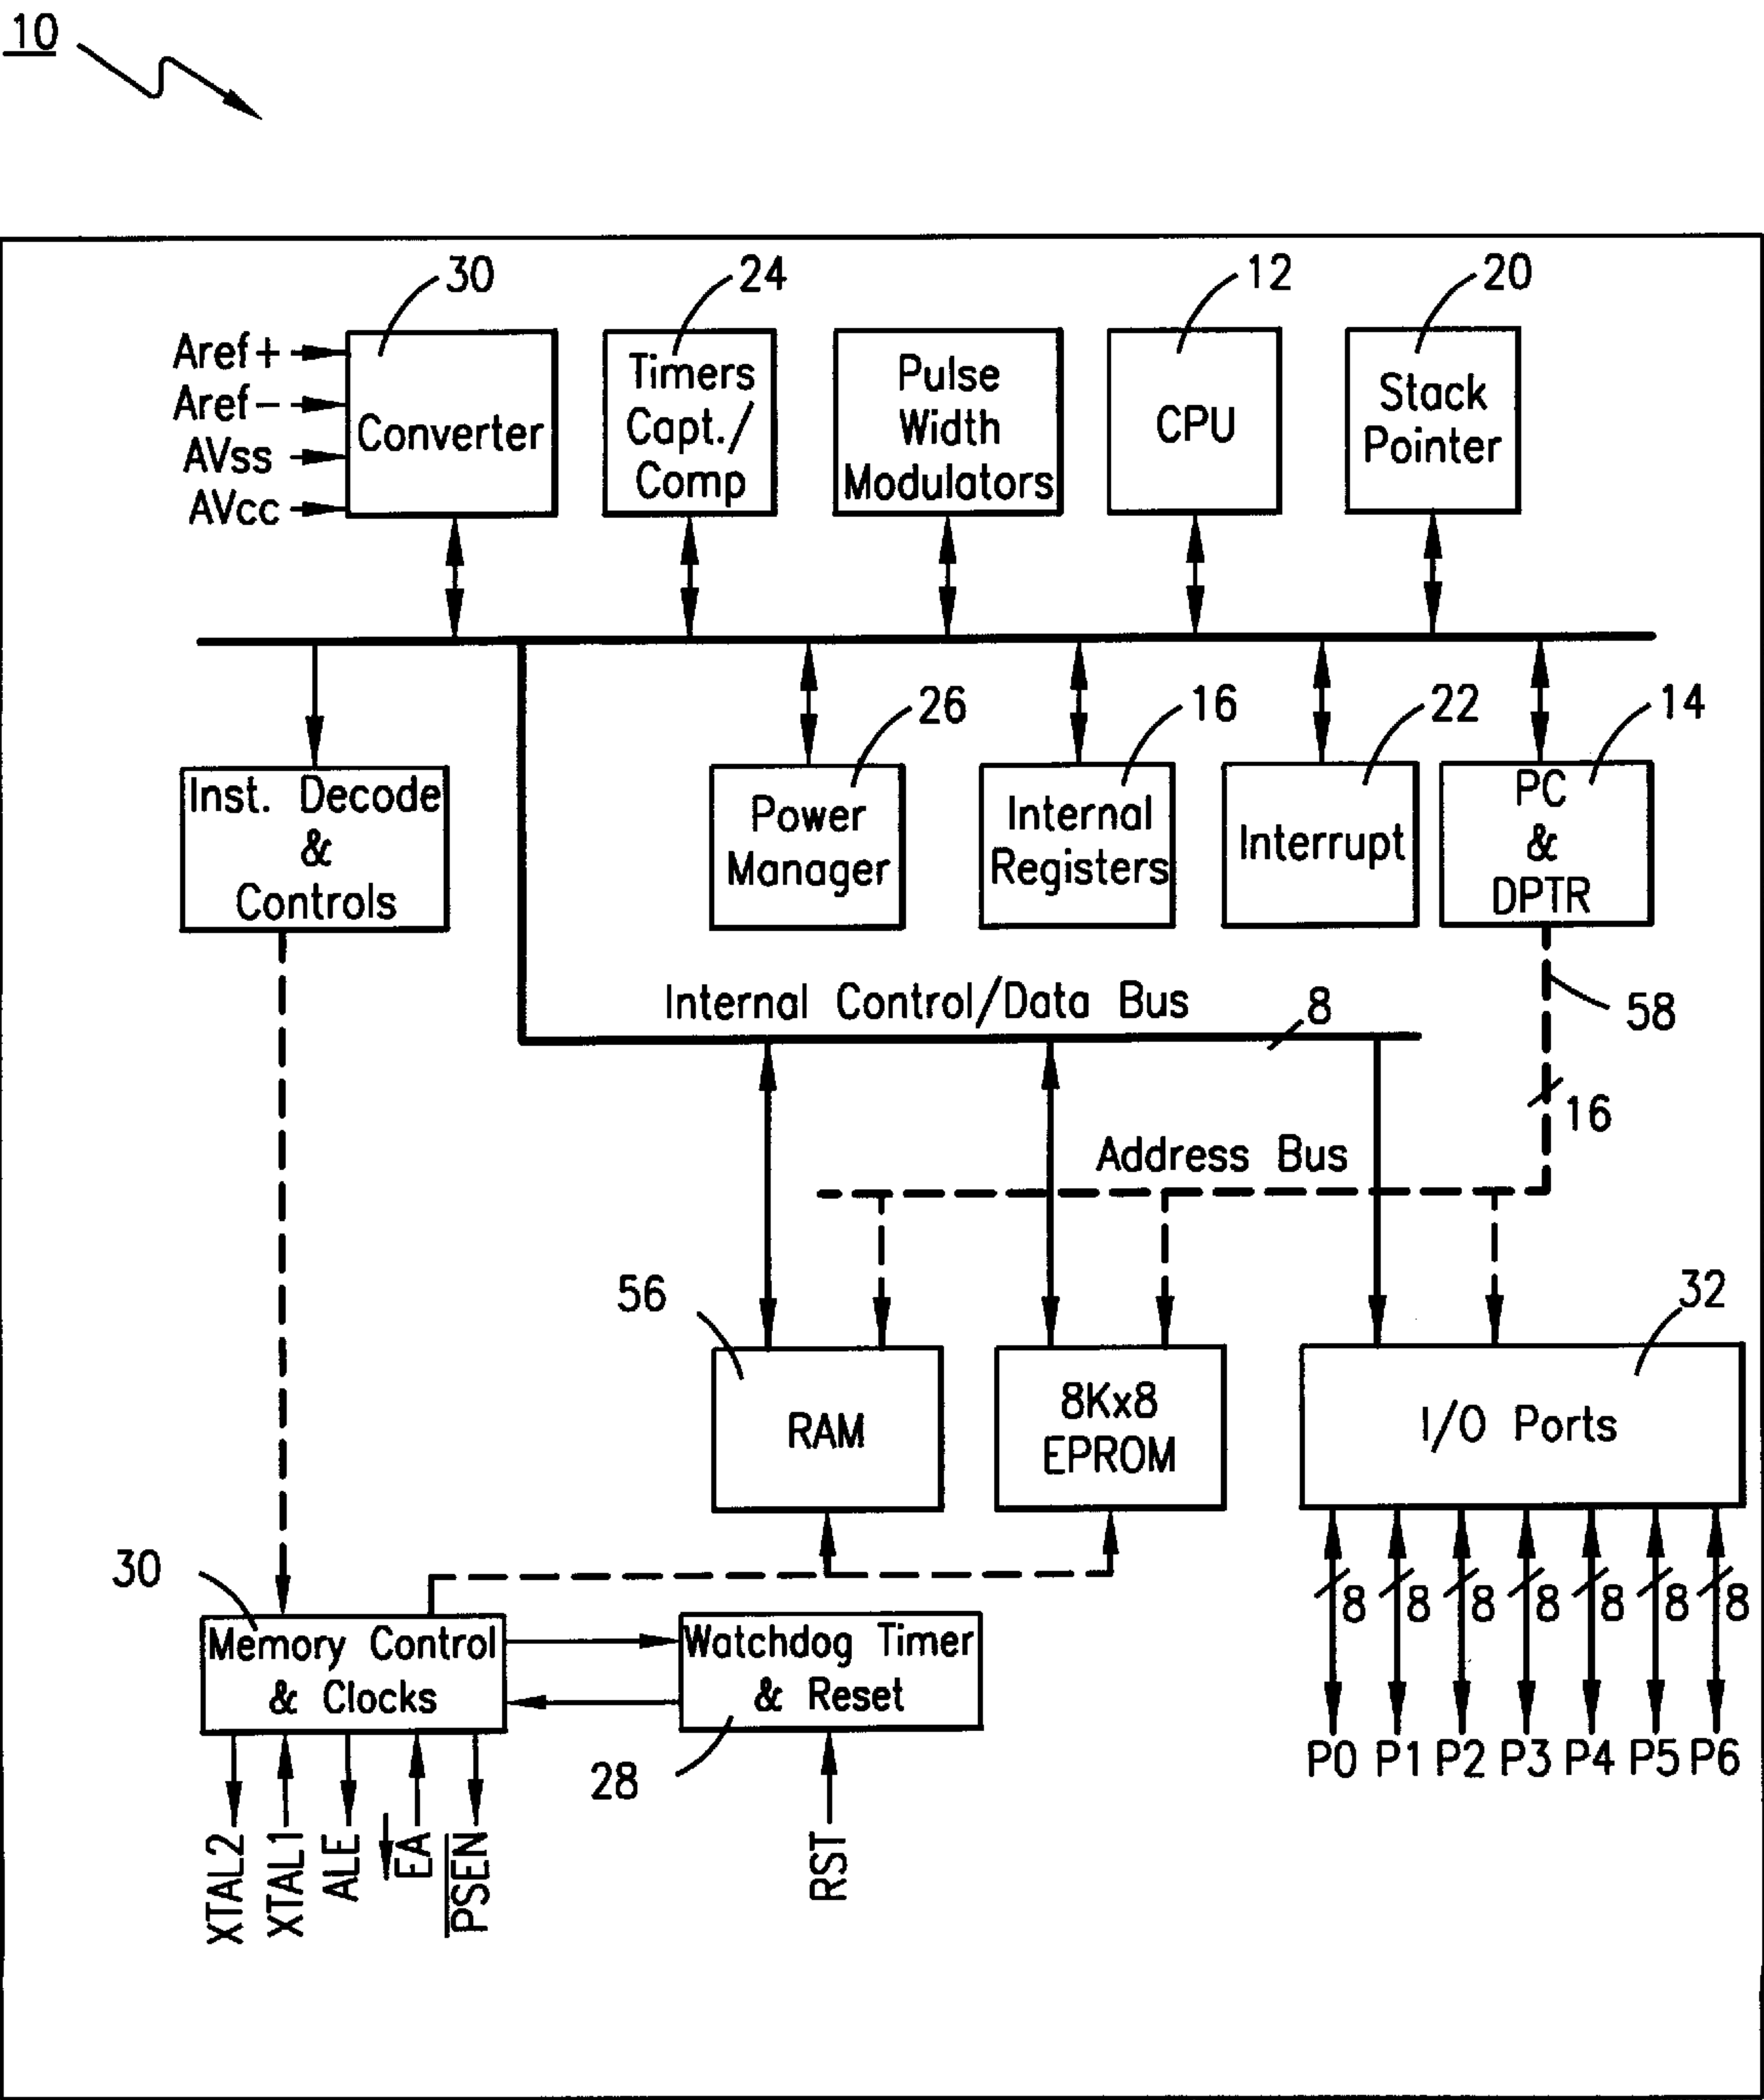 10
30
24
12
20
Aref+
Aref-
AVss
AVcc
Converter
Timers
Capt./
Comp
Pulse
Width
Modulators
CPU
Stack
Pointer
26
16
22
14
Inst. Decode
&
Controls
Power
Manager
Internal
Registers
Interrupt
PC
&
DPTR
Internal Control/Data Bus
8
58
16
Address Bus
56
32
RAM
8Kx8
EPROM
I/O Ports
30
8 8 8 8 8 8 8
Memory Control
& Clocks
Watchdog Timer
& Reset
28
P0 P1 P2 P3 P4 P5 P6
XTAL2
XTAL1
ALE
EA
PSEN
RST